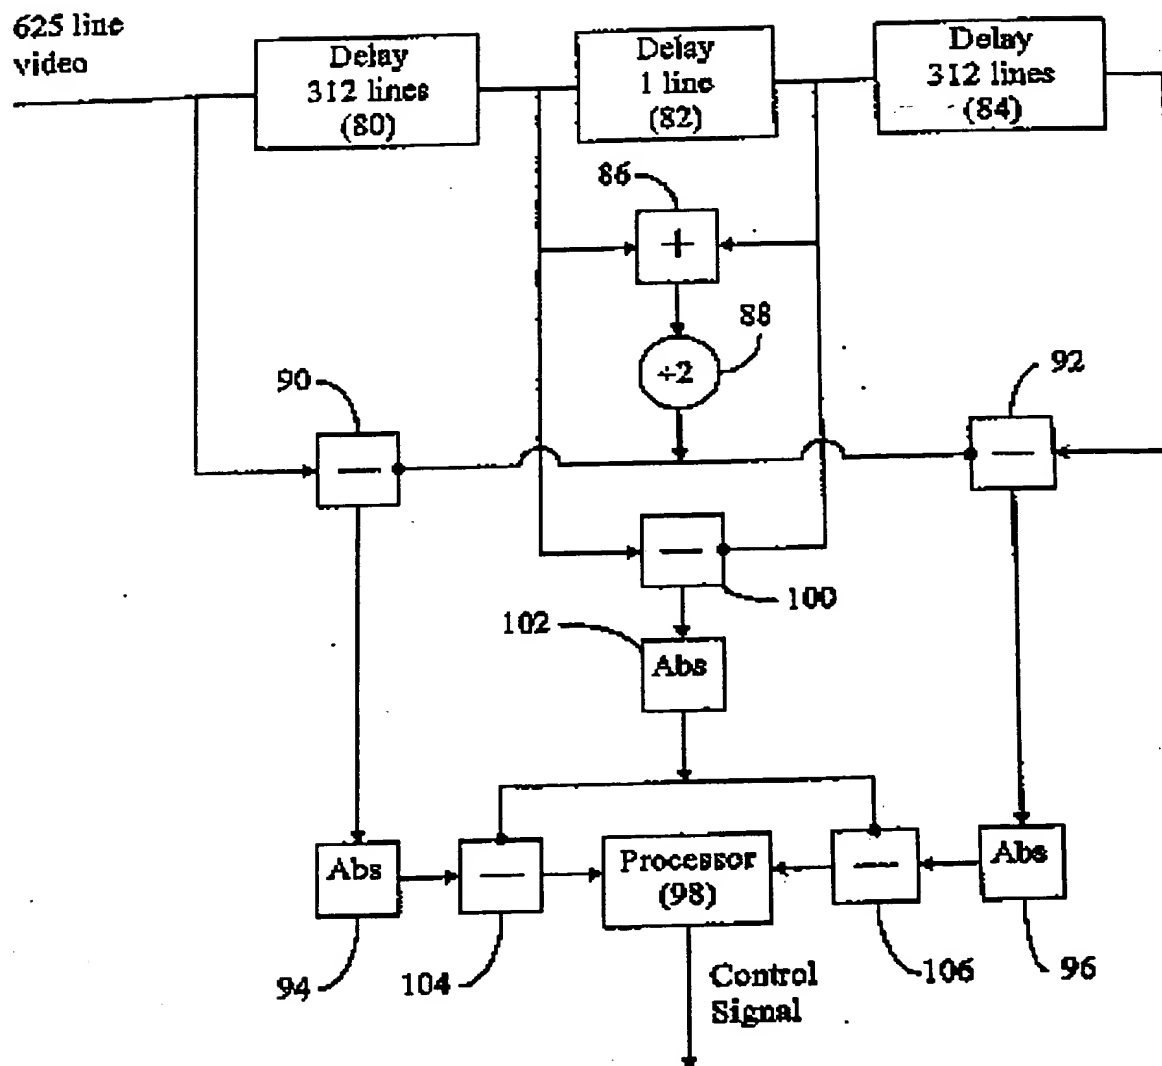 625 line
video
Delay
312 lines
(80)
Delay
1 line
(82)
Delay
312 lines
(84)
86
+
88
÷2
90
—
92
—
—
100
102
Abs
Abs
—
Processor
(98)
—
Abs
94
104
Control
Signal
106
96